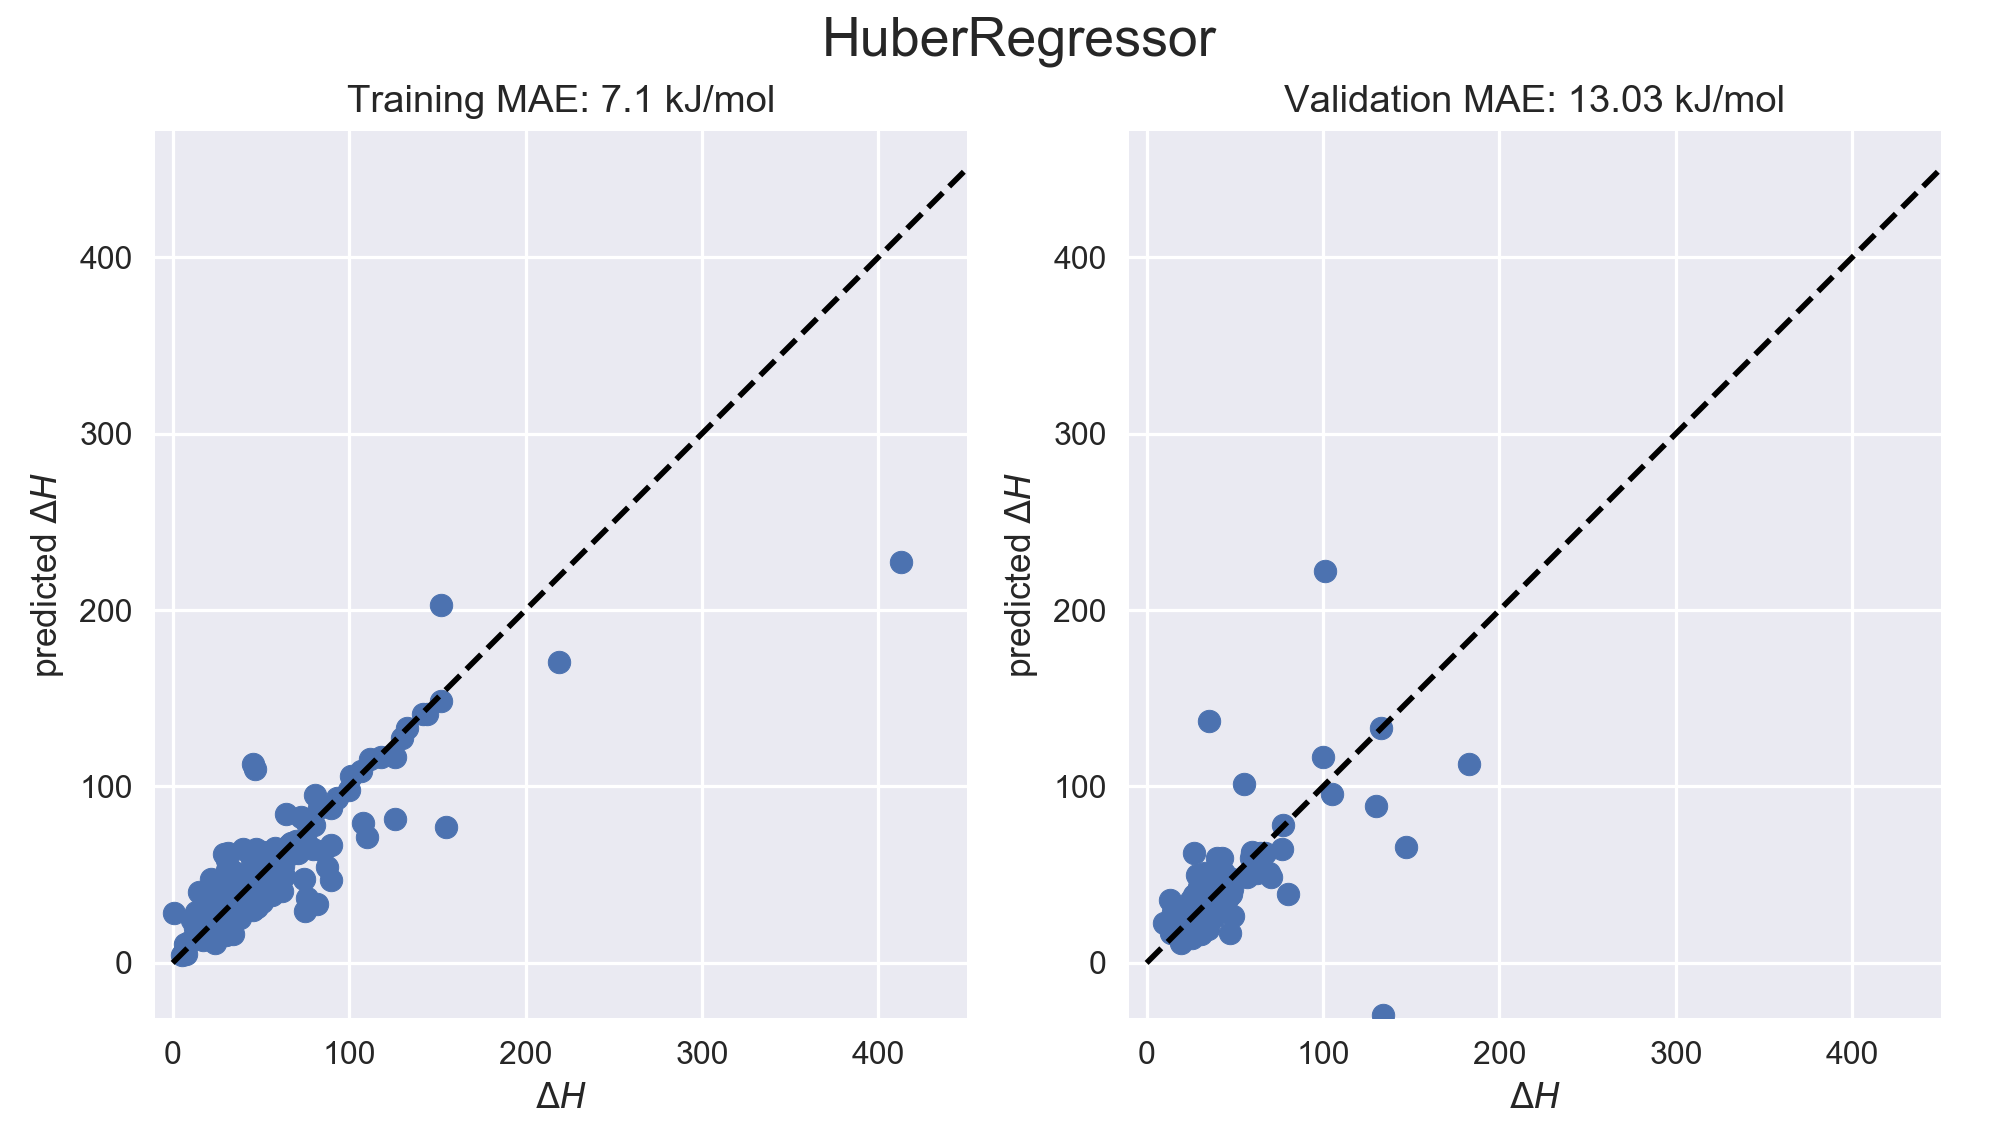 HuberRegressor
Training MAE: 7.1 kJ/mol
predicted ΔH
400
300
200
100
0
0 100 200 300 400
ΔH
Validation MAE: 13.03 kJ/mol
predicted ΔH
400
300
200
100
0
0 100 200 300 400
ΔH